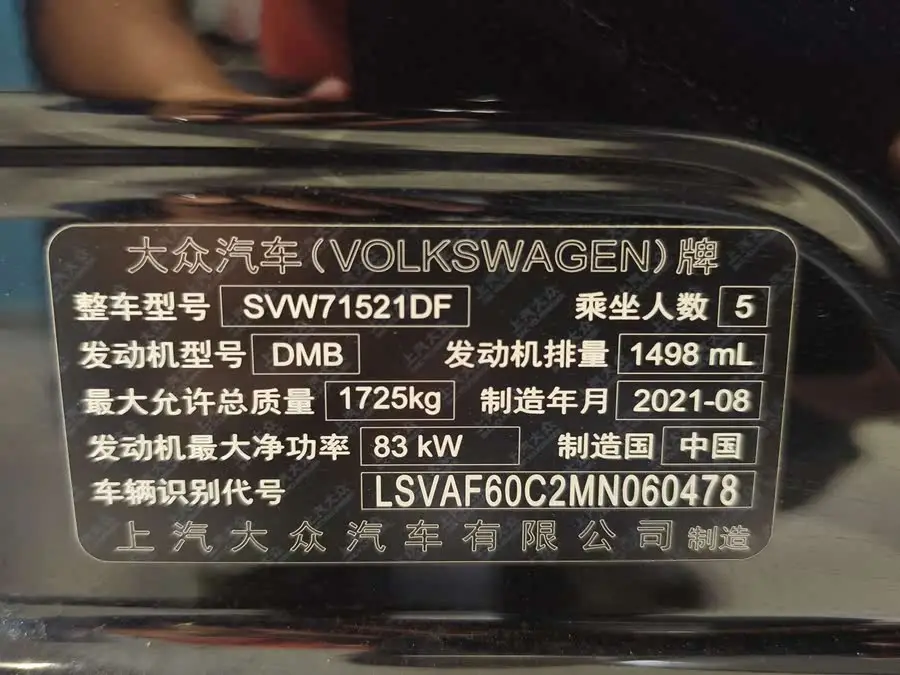 大众汽车(VOLKSWAGEN)牌
整车型号 SVW71521DF 乘坐人数 5
发动机型号 DMB 发动机排量 1498 mL
最大允许总质量 1725kg 制造年月 2021-08
发动机最大净功率 83 kW 制造国 中国
车辆识别代号 LSVAF60C2MN060478
上汽大众汽车有限公司 制造